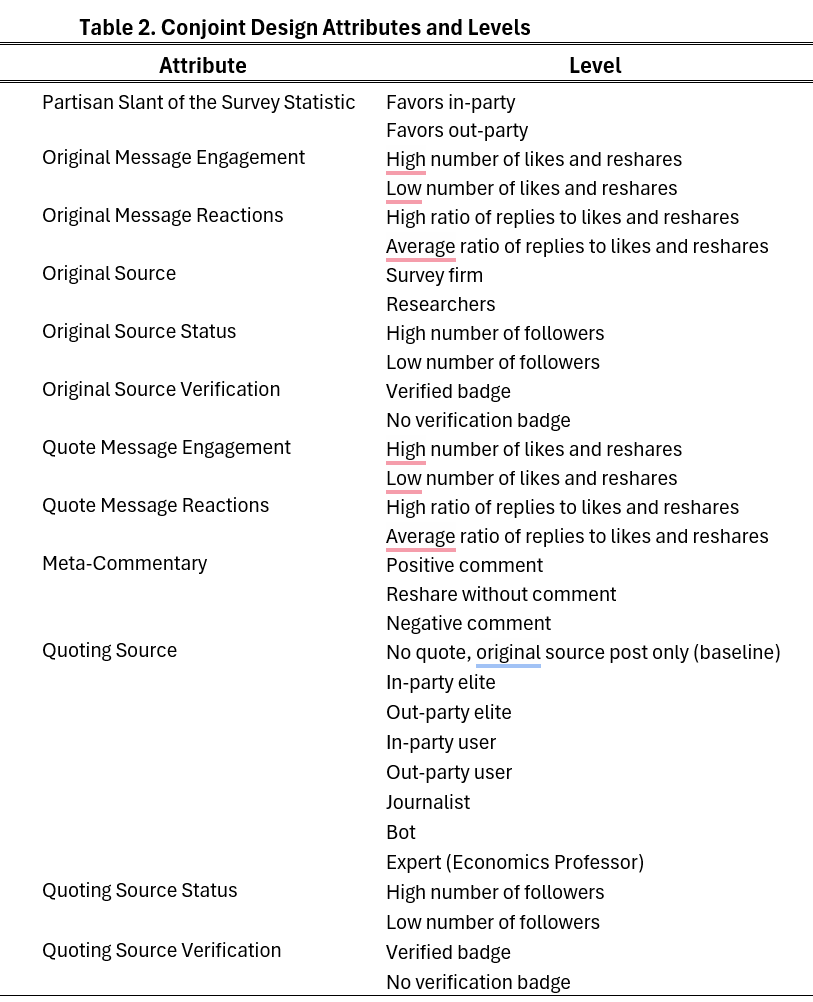 Table 2. Conjoint Design Attributes and Levels
Attribute Level
Partisan Slant of the Survey Statistic Favors in-party
Favors out-party
Original Message Engagement High number of likes and reshares
Low number of likes and reshares
Original Message Reactions High ratio of replies to likes and reshares
Average ratio of replies to likes and reshares
Original Source Survey firm
Researchers
Original Source Status High number of followers
Low number of followers
Original Source Verification Verified badge
No verification badge
Quote Message Engagement High number of likes and reshares
Low number of likes and reshares
Quote Message Reactions High ratio of replies to likes and reshares
Average ratio of replies to likes and reshares
Meta-Commentary Positive comment
Reshare without comment
Negative comment
Quoting Source No quote, original source post only (baseline)
In-party elite
Out-party elite
In-party user
Out-party user
Journalist
Bot
Expert (Economics Professor)
Quoting Source Status High number of followers
Low number of followers
Quoting Source Verification Verified badge
No verification badge